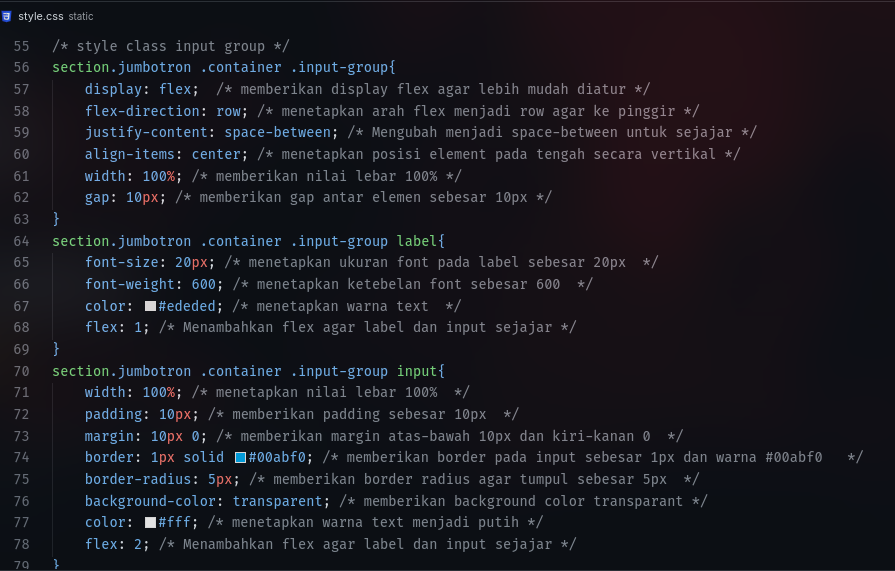 style.css static
55 /* style class input group */
56 section.jumbotron .container .input-group{
57 display: flex;  /* memberikan display flex agar lebih mudah diatur */
58 flex-direction: row; /* menetapkan arah flex menjadi row agar ke pinggir */
59 justify-content: space-between; /* Mengubah menjadi space-between untuk sejajar */
60 align-items: center; /* menetapkan posisi element pada tengah secara vertikal */
61 width: 100%; /* memberikan nilai lebar 100% */
62 gap: 10px; /* memberikan gap antar elemen sebesar 10px */
63 }
64 section.jumbotron .container .input-group label{
65 font-size: 20px; /* menetapkan ukuran font pada label sebesar 20px  */
66 font-weight: 600; /* menetapkan ketebelan font sebesar 600  */
67 color: #ededed; /* menetapkan warna text  */
68 flex: 1; /* Menambahkan flex agar label dan input sejajar */
69 }
70 section.jumbotron .container .input-group input{
71 width: 100%; /* menetapkan nilai lebar 100%  */
72 padding: 10px; /* memberikan padding sebesar 10px  */
73 margin: 10px 0; /* memberikan margin atas-bawah 10px dan kiri-kanan 0  */
74 border: 1px solid #00abf0; /* memberikan border pada input sebesar 1px dan warna #00abf0   */
75 border-radius: 5px; /* memberikan border radius agar tumpul sebesar 5px  */
76 background-color: transparent; /* memberikan background color transparant */
77 color: #fff; /* menetapkan warna text menjadi putih */
78 flex: 2; /* Menambahkan flex agar label dan input sejajar */
79 }